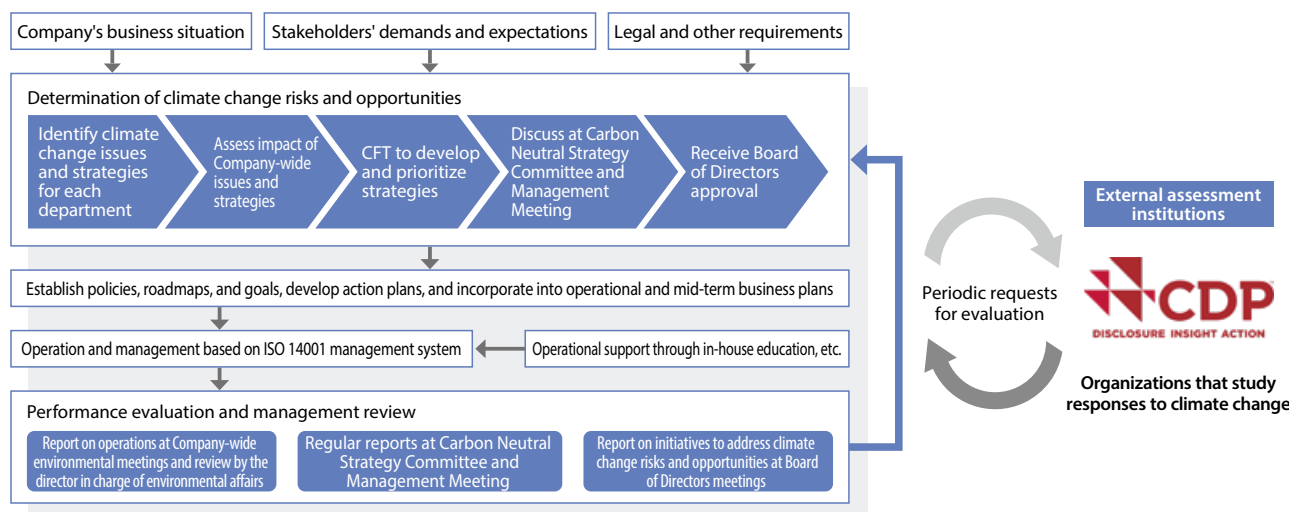 Company's business situation
Stakeholders' demands and expectations
Legal and other requirements
Determination of climate change risks and opportunities
Identify climate
change issues
and strategies
for each
department
Assess impact of
Company-wide
issues and
strategies
CFT to develop
and prioritize
strategies
Discuss at Carbon
Neutral Strategy
Committee and
Management
Meeting
Receive Board
of Directors
approval
Establish policies, roadmaps, and goals, develop action plans, and incorporate into operational and mid-term business plans
Operation and management based on ISO 14001 management system
Operational support through in-house education, etc.
Performance evaluation and management review
Report on operations at Company-wide
environmental meetings and review by the
director in charge of environmental affairs
Regular reports at Carbon Neutral
Strategy Committee and
Management Meeting
Report on initiatives to address climate
change risks and opportunities at Board
of Directors meetings
Periodic requests
for evaluation
External assessment
institutions
CDP
DISCLOSURE INSIGHT ACTION
Organizations that study
responses to climate change